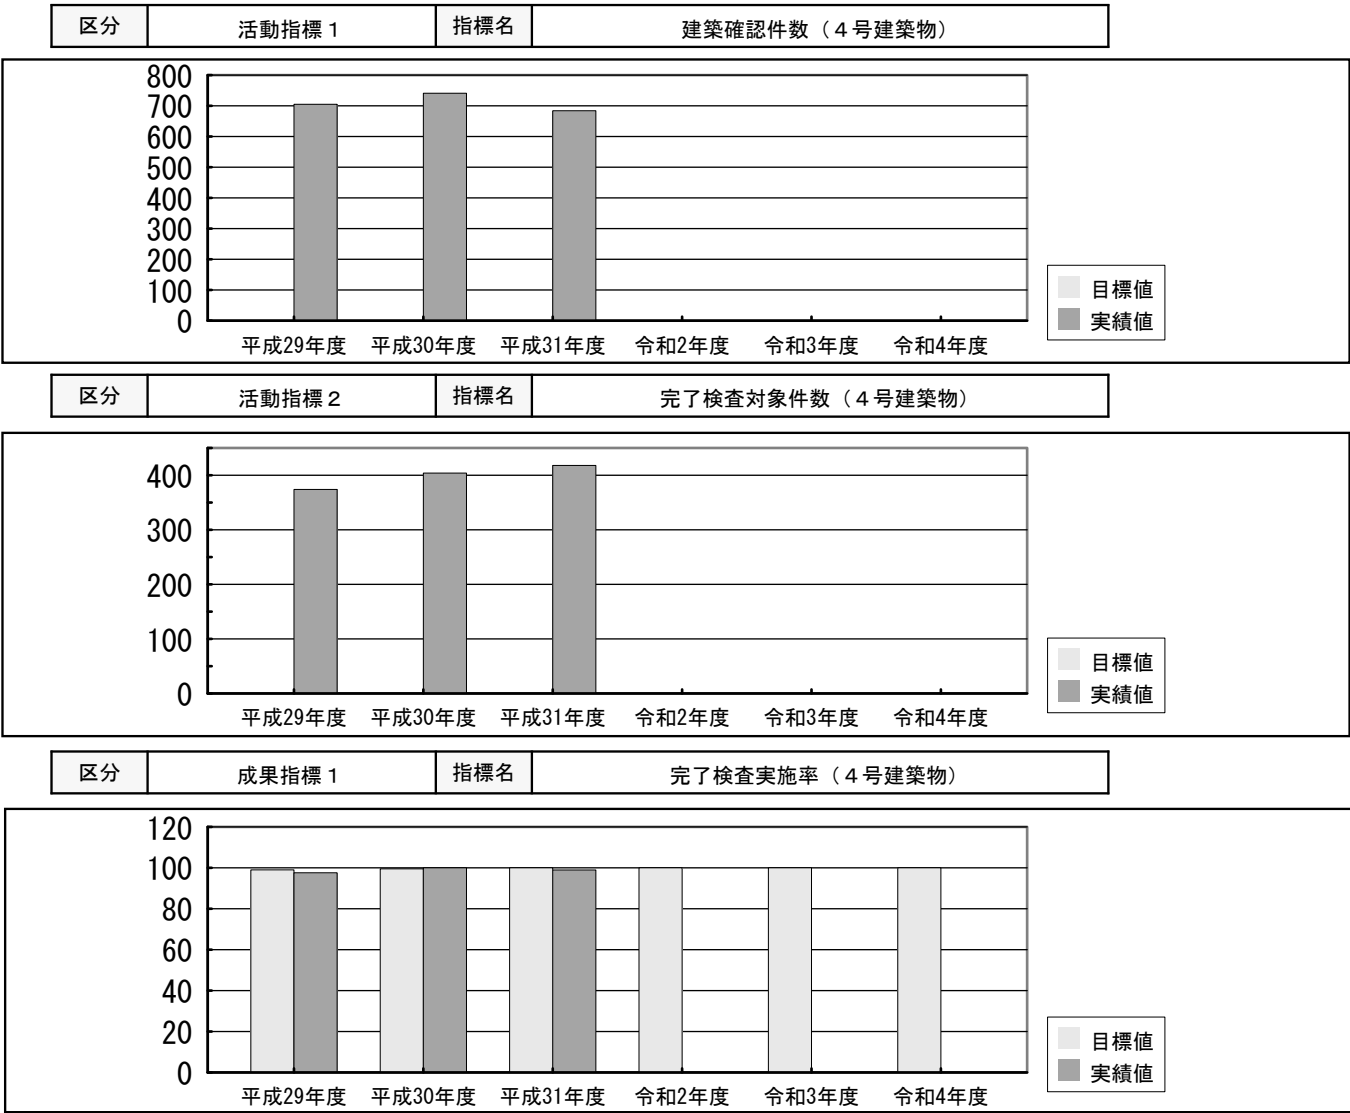 区分 活動指標１ 指標名 建築確認件数（４号建築物）
800
700
600
500
400
300
200
100
0
平成29年度 平成30年度 平成31年度 令和2年度 令和3年度 令和4年度
目標値
実績値
区分 活動指標２ 指標名 完了検査対象件数（４号建築物）
400
300
200
100
0
平成29年度 平成30年度 平成31年度 令和2年度 令和3年度 令和4年度
目標値
実績値
区分 成果指標１ 指標名 完了検査実施率（４号建築物）
120
100
80
60
40
20
0
平成29年度 平成30年度 平成31年度 令和2年度 令和3年度 令和4年度
目標値
実績値